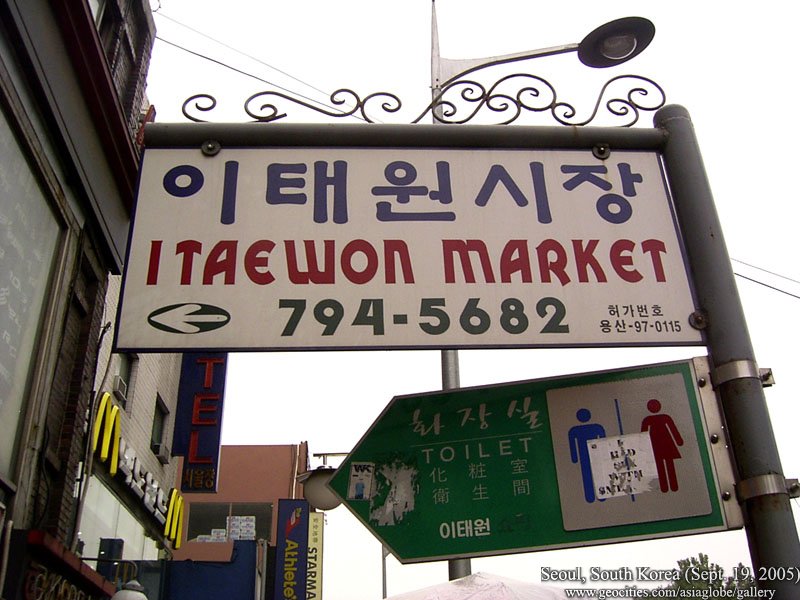 이태원시장
ITAEWON MARKET
794-5682
허가번호
용산-97-0115
화장실
TOILET
化粧室
衛生間
이태원
TEL
Athlete's
STARWA
Seoul, South Korea (Sept. 19, 2005)
www.geocities.com/asiaglobe/gallery